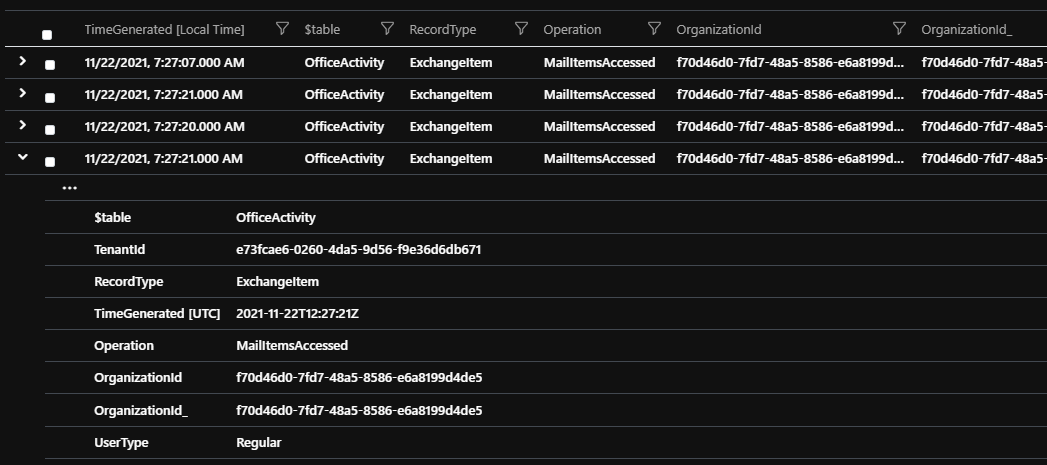 TimeGenerated [Local Time] $table RecordType Operation OrganizationId OrganizationId_
11/22/2021, 7:27:07.000 AM OfficeActivity ExchangeItem MailItemsAccessed f70d46d0-7fd7-48a5-8586-e6a8199d... f70d46d0-7fd7-48a5-
11/22/2021, 7:27:21.000 AM OfficeActivity ExchangeItem MailItemsAccessed f70d46d0-7fd7-48a5-8586-e6a8199d... f70d46d0-7fd7-48a5-
11/22/2021, 7:27:20.000 AM OfficeActivity ExchangeItem MailItemsAccessed f70d46d0-7fd7-48a5-8586-e6a8199d... f70d46d0-7fd7-48a5-
11/22/2021, 7:27:21.000 AM OfficeActivity ExchangeItem MailItemsAccessed f70d46d0-7fd7-48a5-8586-e6a8199d... f70d46d0-7fd7-48a5-
...
$table OfficeActivity
TenantId e73fcae6-0260-4da5-9d56-f9e36d6db671
RecordType ExchangeItem
TimeGenerated [UTC] 2021-11-22T12:27:21Z
Operation MailItemsAccessed
OrganizationId f70d46d0-7fd7-48a5-8586-e6a8199d4de5
OrganizationId_ f70d46d0-7fd7-48a5-8586-e6a8199d4de5
UserType Regular